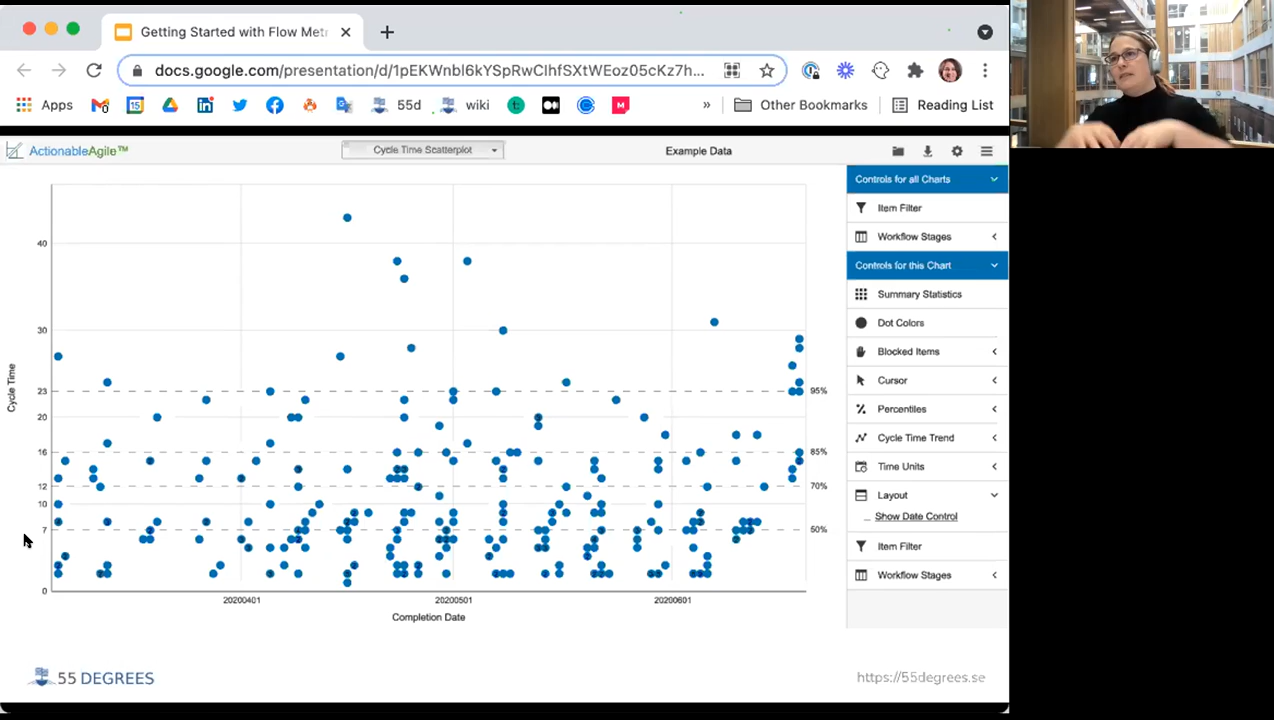 Getting Started with Flow Metr
docs.google.com/presentation/d/1pEKWnbl6kYSpRwClhfSXtWEoz05cKz7h...
Apps
55d
wiki
»
Other Bookmarks
Reading List
ActionableAgile™
Cycle Time Scatterplot
Example Data
Controls for all Charts
Item Filter
Workflow Stages
Controls for this Chart
Summary Statistics
Dot Colors
Blocked Items
Cursor
Percentiles
Cycle Time Trend
Time Units
Layout
Show Date Control
Item Filter
Workflow Stages
Cycle Time
40
30
23
20
16
12
10
7
0
95%
85%
70%
50%
20200401
20200501
20200601
Completion Date
55 DEGREES
https://55degrees.se